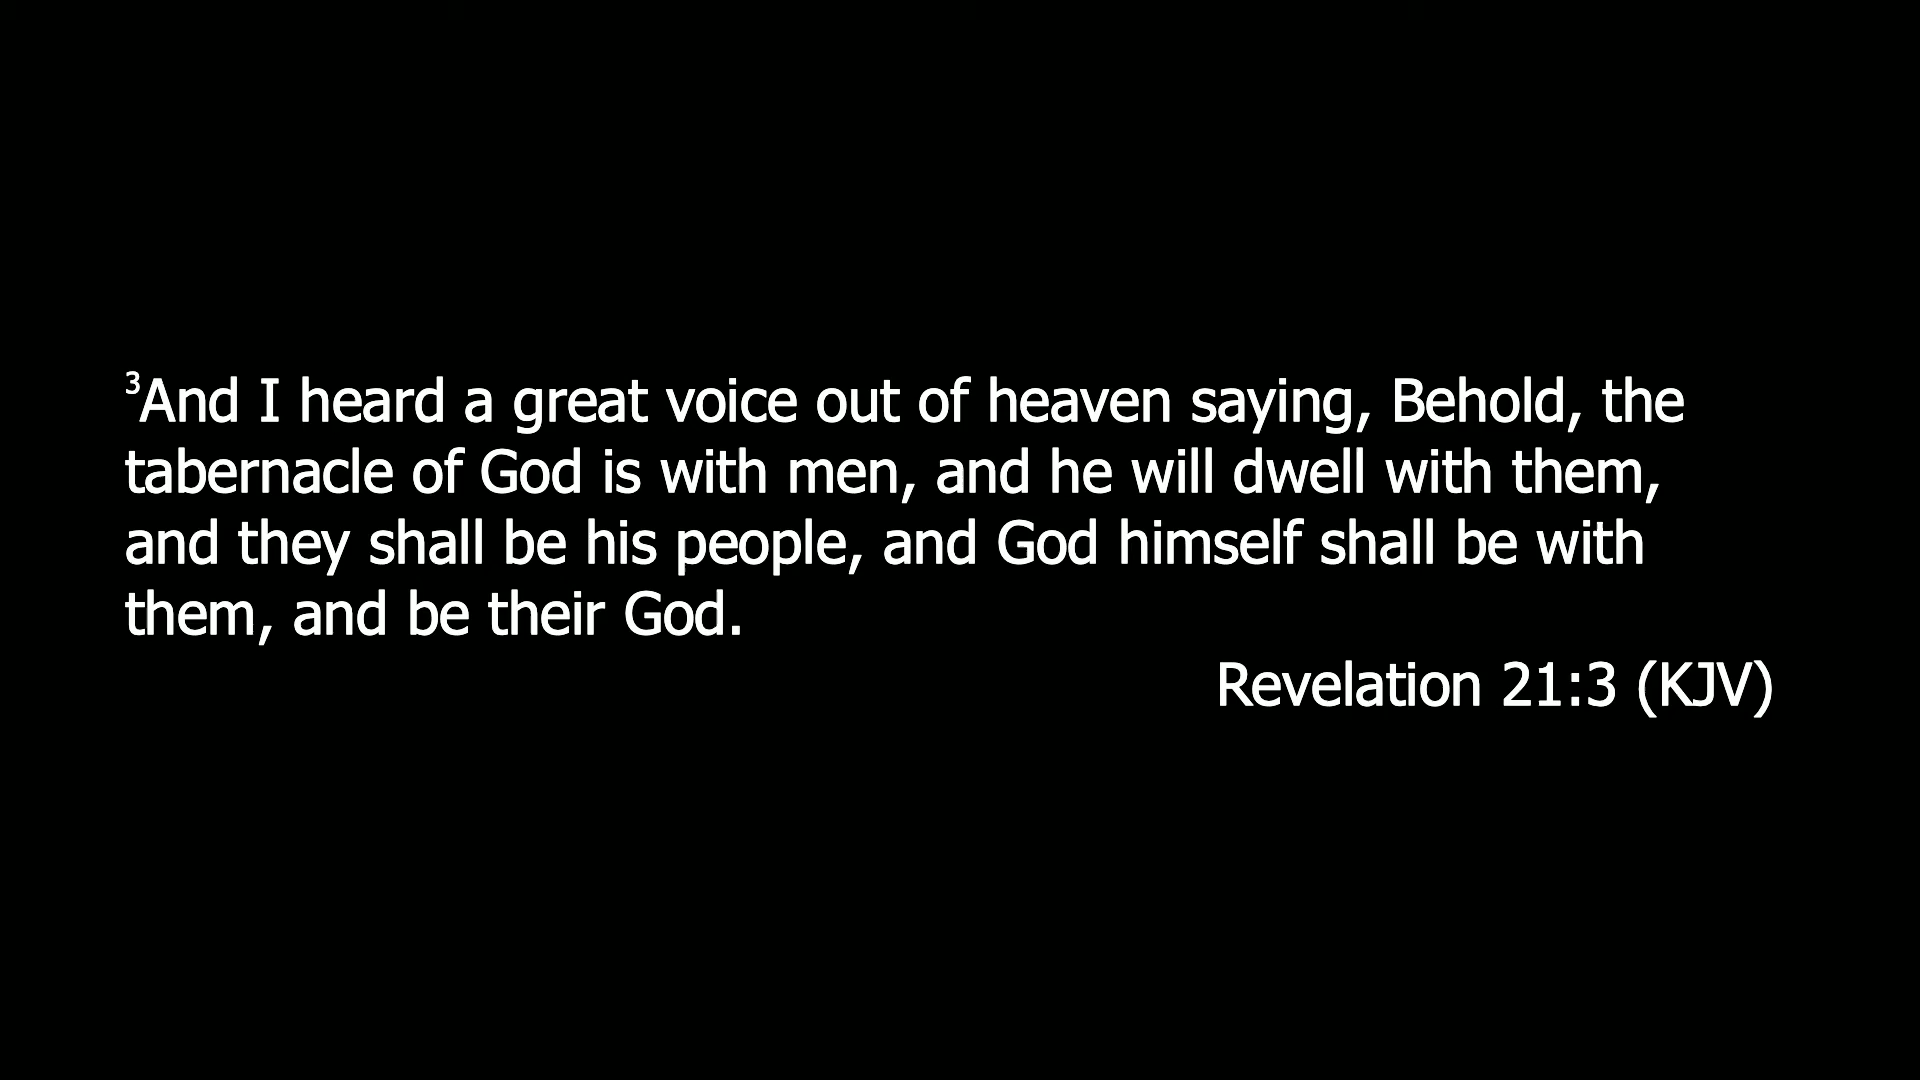 ³And I heard a great voice out of heaven saying, Behold, the
tabernacle of God is with men, and he will dwell with them,
and they shall be his people, and God himself shall be with
them, and be their God.
Revelation 21:3 (KJV)